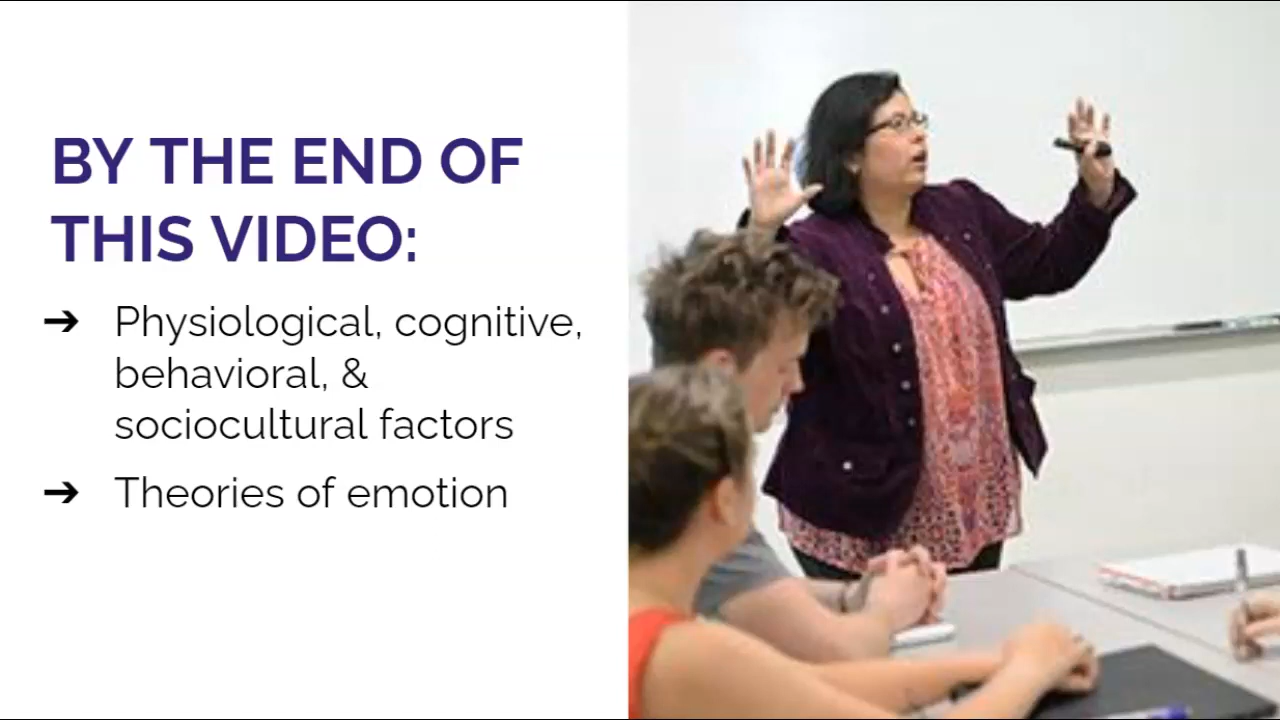 BY THE END OF
THIS VIDEO:
➔ Physiological, cognitive,
behavioral, &
sociocultural factors
➔ Theories of emotion